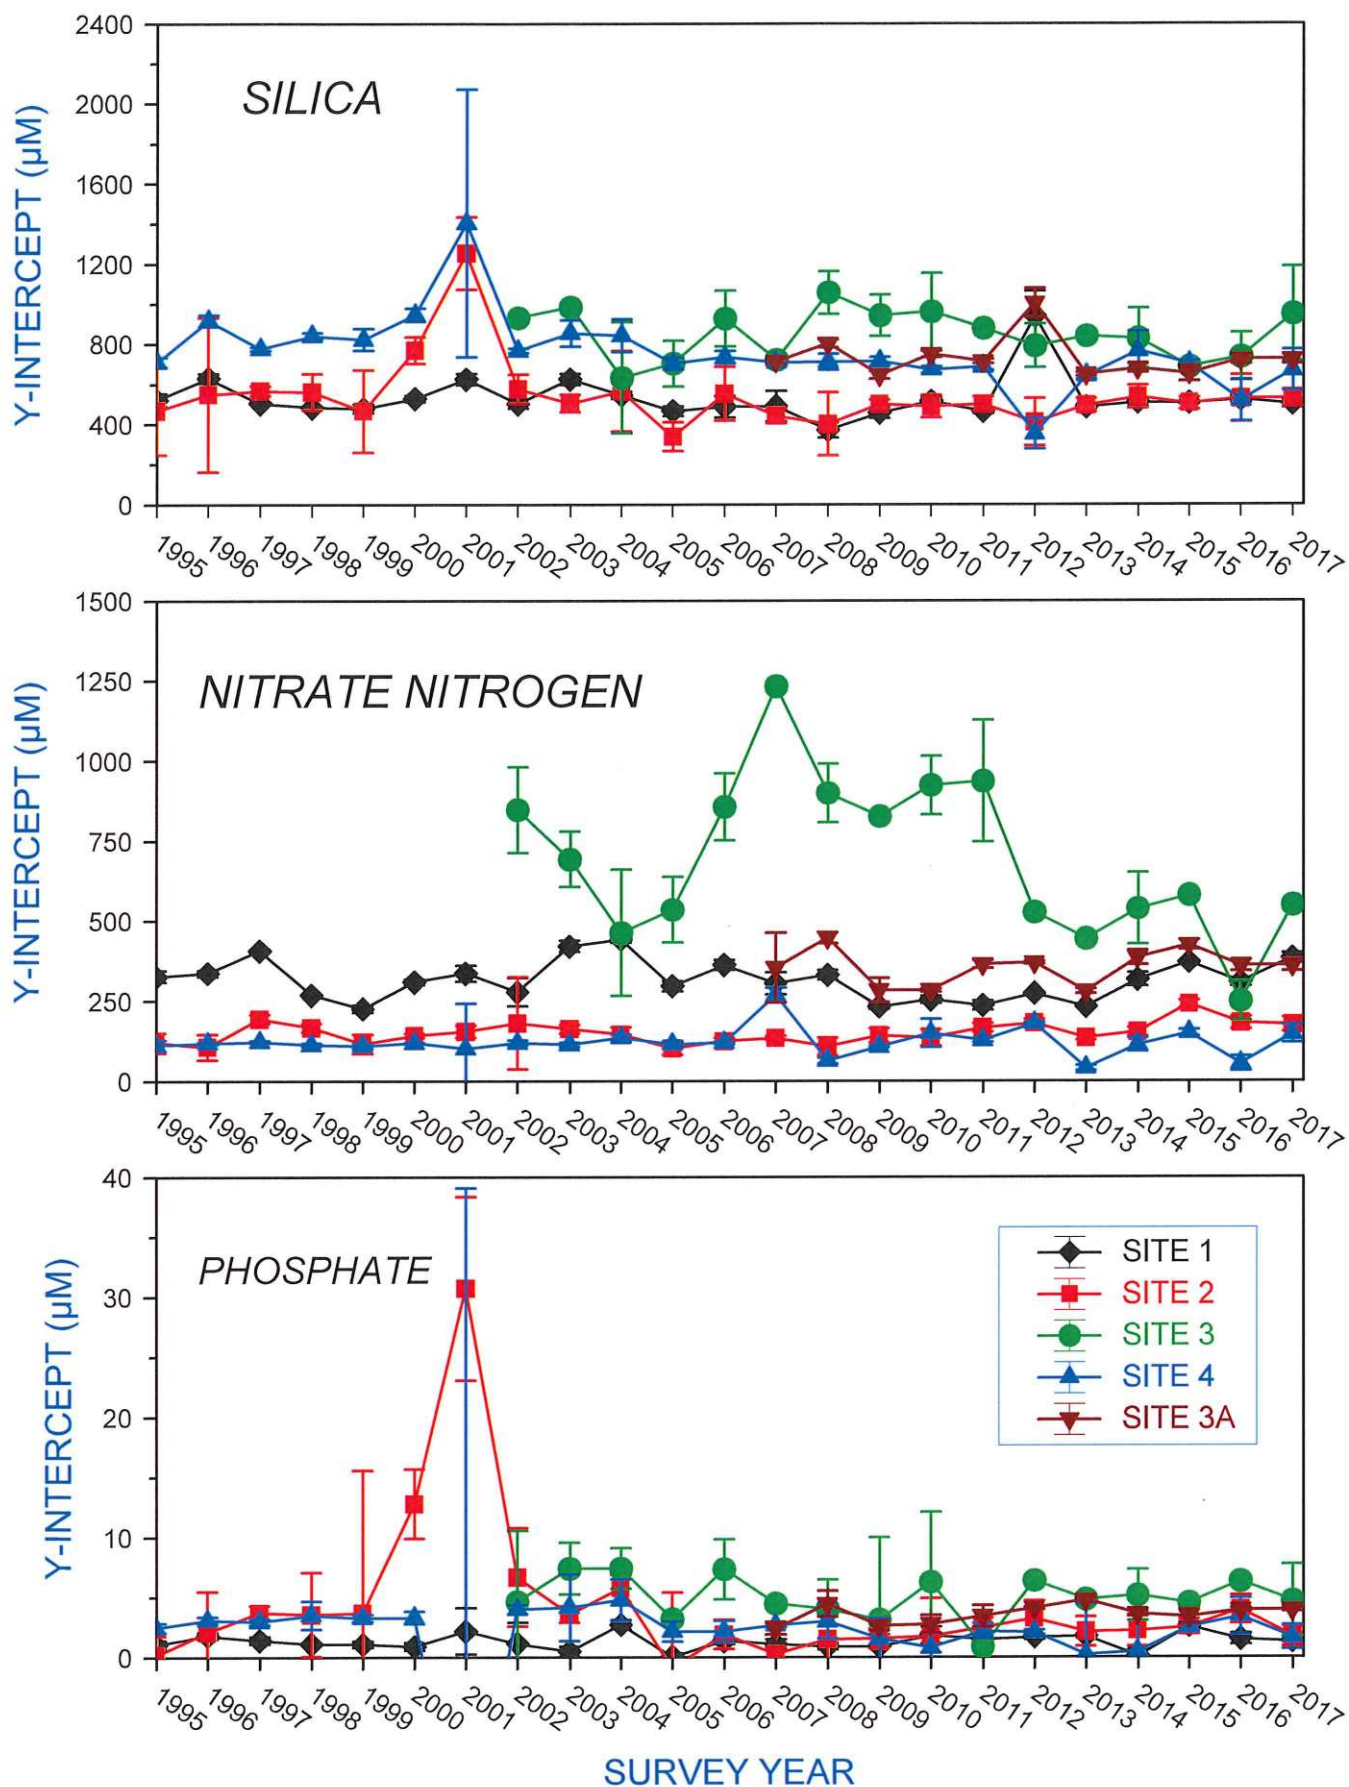 SILICA
Y-INTERCEPT (µM)
2400
2000
1600
1200
800
400
0
1995 1996 1997 1998 1999 2000 2001 2002 2003 2004 2005 2006 2007 2008 2009 2010 2011 2012 2013 2014 2015 2016 2017
NITRATE NITROGEN
Y-INTERCEPT (µM)
1500
1250
1000
750
500
250
0
1995 1996 1997 1998 1999 2000 2001 2002 2003 2004 2005 2006 2007 2008 2009 2010 2011 2012 2013 2014 2015 2016 2017
PHOSPHATE
Y-INTERCEPT (µM)
40
30
20
10
0
SITE 1
SITE 2
SITE 3
SITE 4
SITE 3A
1995 1996 1997 1998 1999 2000 2001 2002 2003 2004 2005 2006 2007 2008 2009 2010 2011 2012 2013 2014 2015 2016 2017
SURVEY YEAR